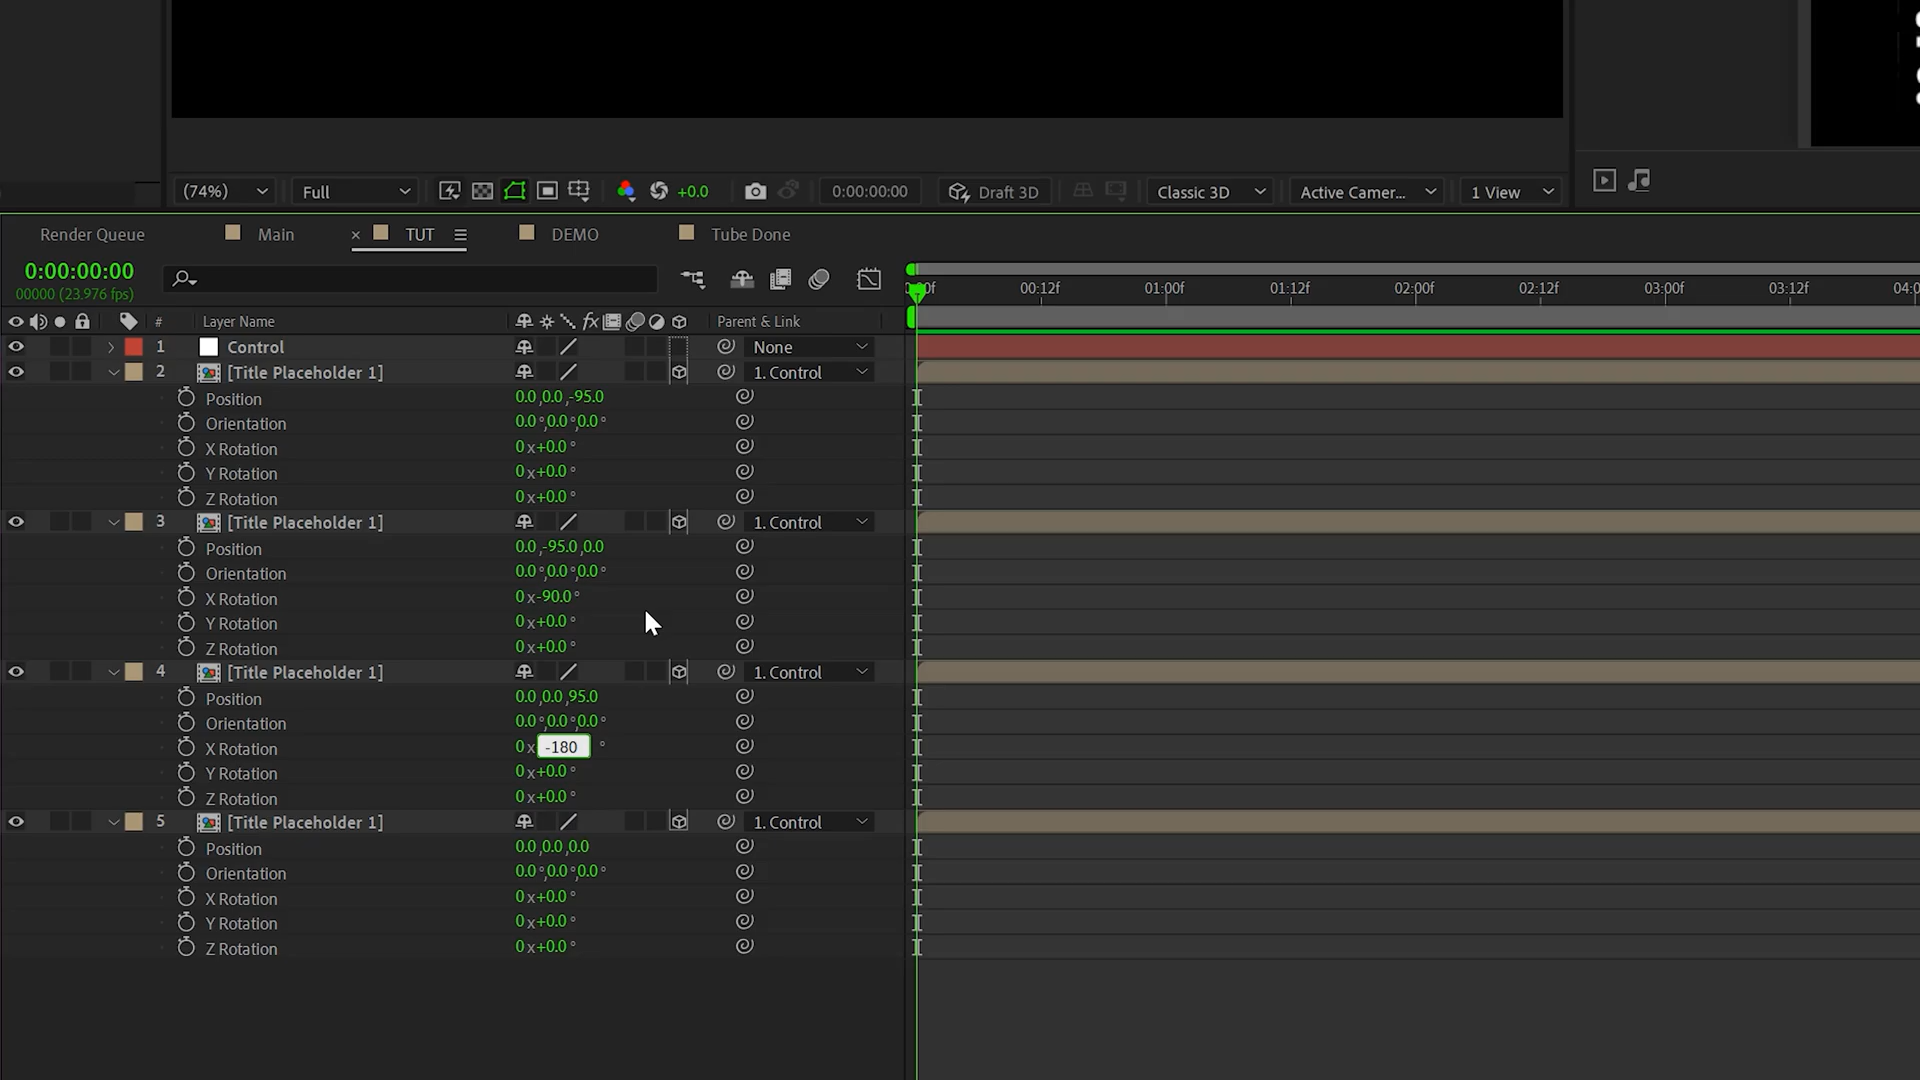 (74%) Full +0.0 0:00:00:00 Draft 3D Classic 3D Active Camer... 1 View
Render Queue Main × TUT DEMO Tube Done
0:00:00:00
00000 (23.976 fps)
00:12f 01:00f 01:12f 02:00f 02:12f 03:00f 03:12f
# Layer Name fx Parent & Link
1 Control None
2 [Title Placeholder 1] 1. Control
Position 0.0,0.0,-95.0
Orientation 0.0°,0.0°,0.0°
X Rotation 0x+0.0°
Y Rotation 0x+0.0°
Z Rotation 0x+0.0°
3 [Title Placeholder 1] 1. Control
Position 0.0,-95.0,0.0
Orientation 0.0°,0.0°,0.0°
X Rotation 0x-90.0°
Y Rotation 0x+0.0°
Z Rotation 0x+0.0°
4 [Title Placeholder 1] 1. Control
Position 0.0,0.0,95.0
Orientation 0.0°,0.0°,0.0°
X Rotation 0x -180 °
Y Rotation 0x+0.0°
Z Rotation 0x+0.0°
5 [Title Placeholder 1] 1. Control
Position 0.0,0.0,0.0
Orientation 0.0°,0.0°,0.0°
X Rotation 0x+0.0°
Y Rotation 0x+0.0°
Z Rotation 0x+0.0°